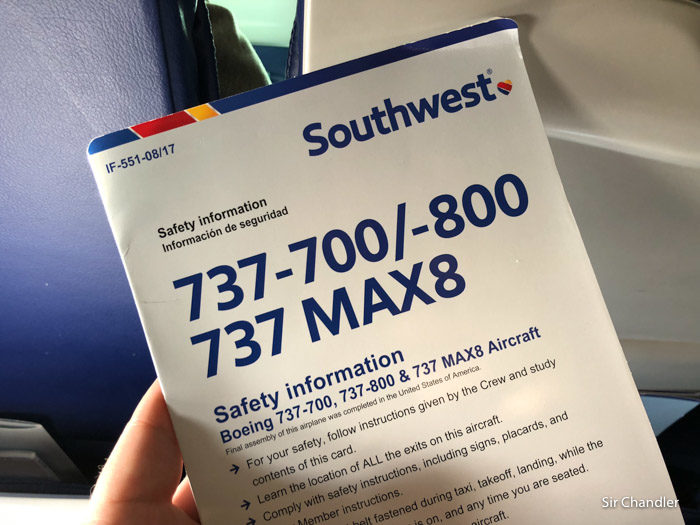 Southwest®
IF-551-08/17
Safety information
Información de seguridad
737-700/-800
737 MAX8
Safety information
Boeing 737-700, 737-800 & 737 MAX8 Aircraft
Final assembly of this airplane was completed in the United States of America.
→ For your safety, follow instructions given by the Crew and study
contents of this card.
→ Learn the location of ALL the exits on this aircraft.
→ Comply with safety instructions, including signs, placards, and
Member instructions.
belt fastened during taxi, takeoff, landing, while the
is on, and any time you are seated.
aircraft.
Sir Chandler